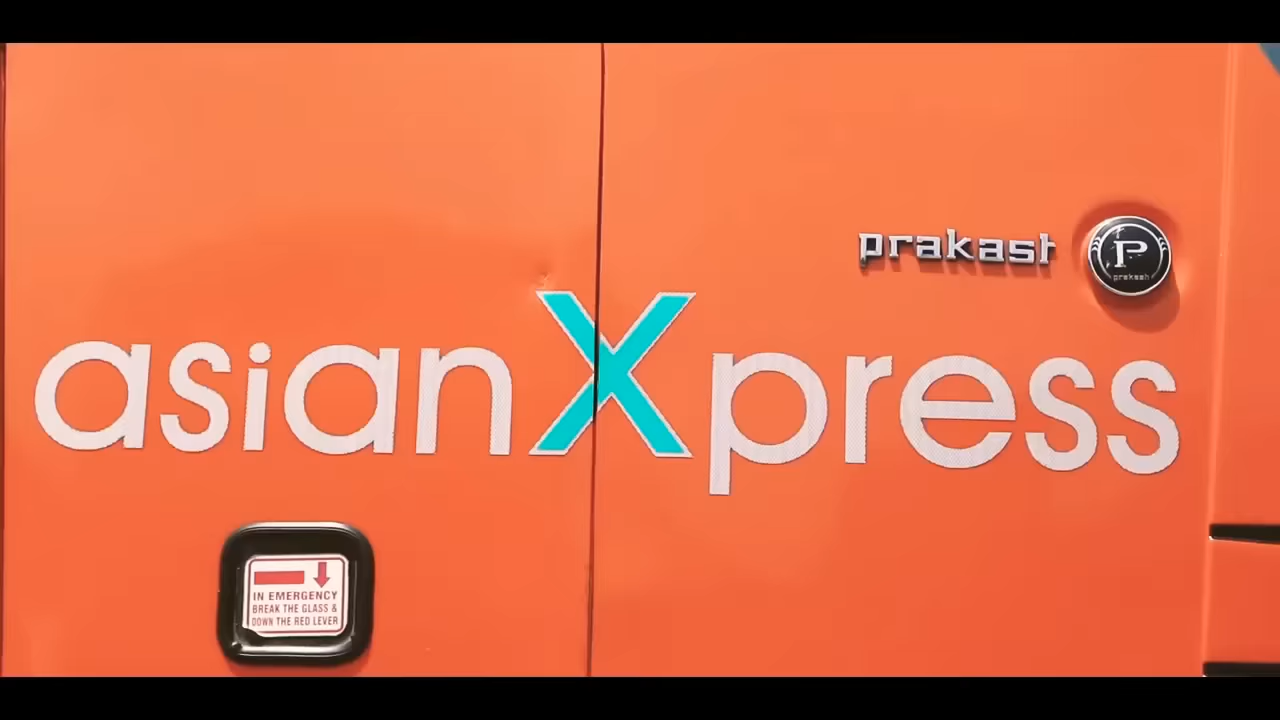 prakash
P
prakash
asianXpress
IN EMERGENCY
BREAK THE GLASS &
DOWN THE RED LEVER